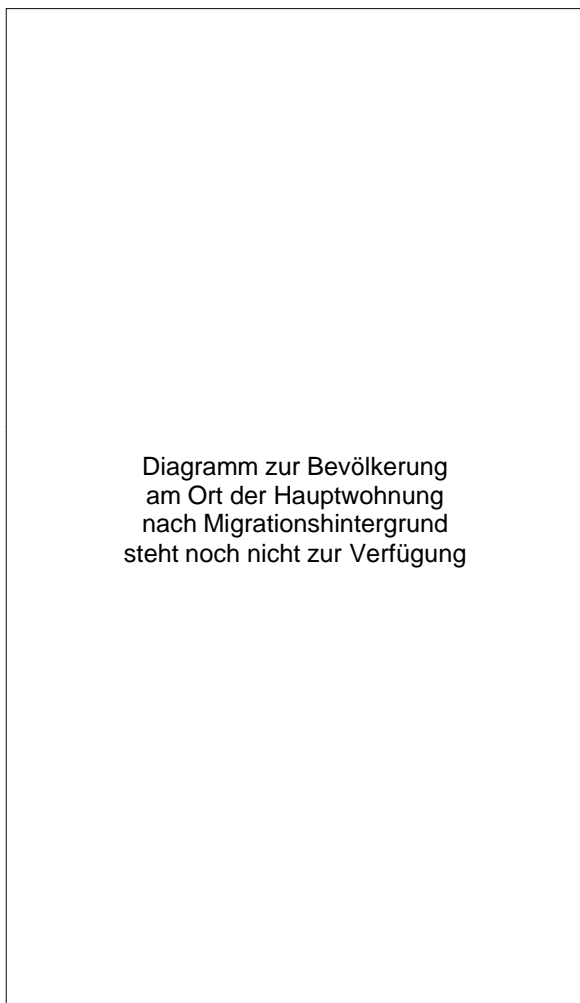 Diagramm zur Bevölkerung
am Ort der Hauptwohnung
nach Migrationshintergrund
steht noch nicht zur Verfügung